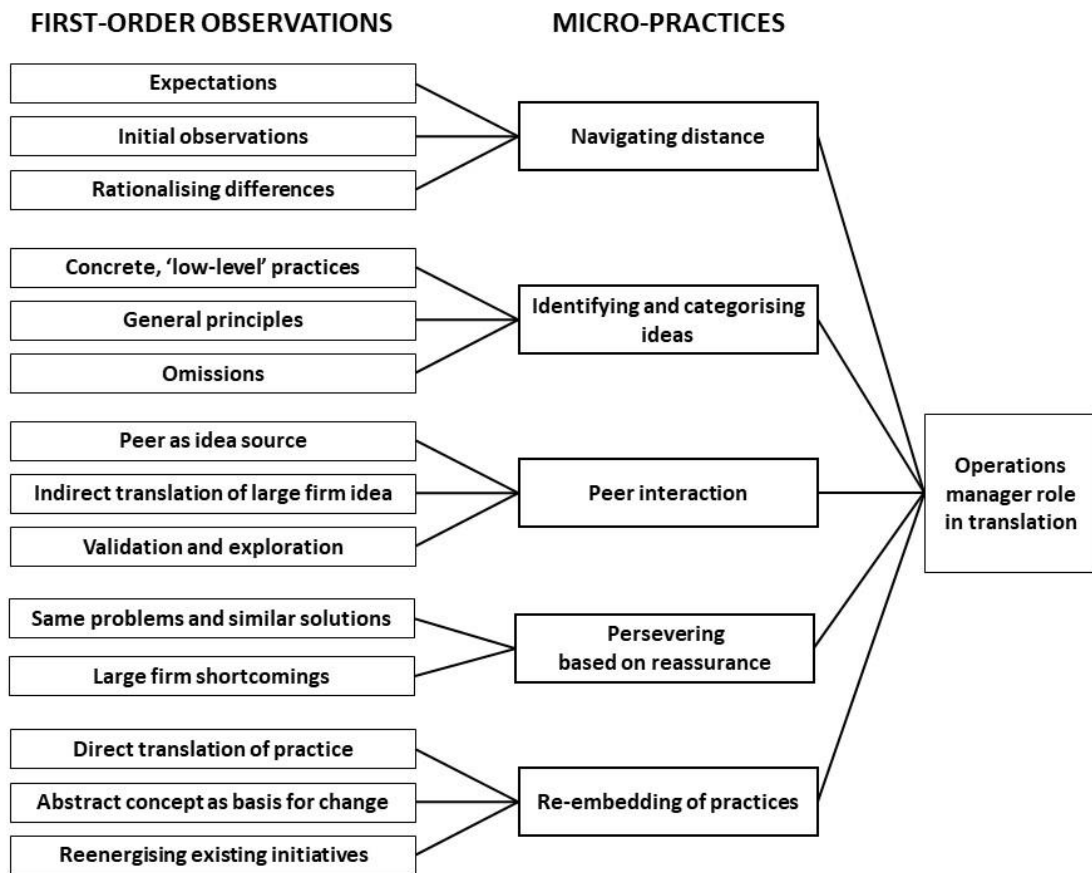 FIRST-ORDER OBSERVATIONS
MICRO-PRACTICES
Expectations
Initial observations
Rationalising differences
Navigating distance
Concrete, ‘low-level’ practices
General principles
Omissions
Identifying and categorising
ideas
Peer as idea source
Indirect translation of large firm idea
Validation and exploration
Peer interaction
Same problems and similar solutions
Large firm shortcomings
Persevering
based on reassurance
Direct translation of practice
Abstract concept as basis for change
Reenergising existing initiatives
Re-embedding of practices
Operations
manager role
in translation